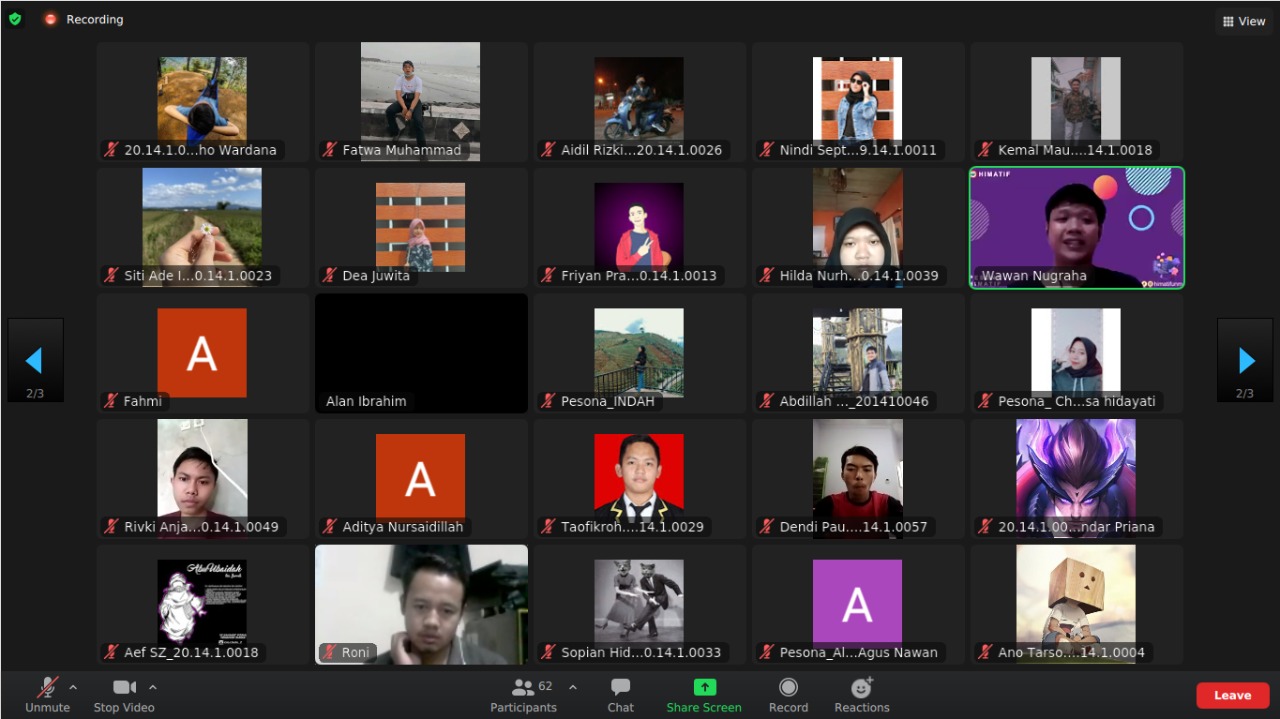 Recording
View
20.14.1.0...ho Wardana
Fatwa Muhammad
Aidil Rizki...20.14.1.0026
Nindi Sept...9.14.1.0011
Kemal Mau....14.1.0018
HIMATIF
Siti Ade I...0.14.1.0023
Dea Juwita
Friyan Pra...0.14.1.0013
Hilda Nurh...0.14.1.0039
Wawan Nugraha
A
Fahmi
Alan Ibrahim
Pesona_INDAH
Abdillah ..._201410046
Pesona_ Ch...sa hidayati
2/3
2/3
Rivki Anja...0.14.1.0049
A
Aditya Nursaidillah
Taofikroh....14.1.0029
Dendi Pau....14.1.0057
20.14.1.00...ndar Priana
Abu Ubaidah
Aef SZ_20.14.1.0018
Roni
Sopian Hid...0.14.1.0033
A
Pesona_Al...Agus Nawan
Ano Tarso....14.1.0004
Unmute
Stop Video
62
Participants
Chat
Share Screen
Record
Reactions
Leave